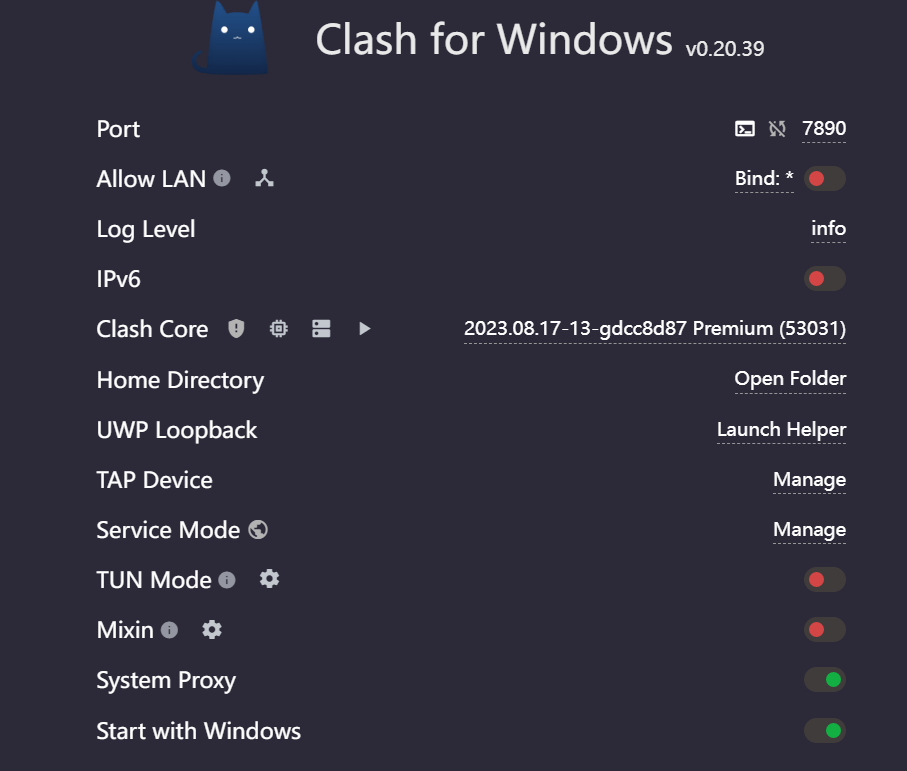 Clash for Windows v0.20.39
Port 7890
Allow LAN Bind: *
Log Level info
IPv6
Clash Core 2023.08.17-13-gdcc8d87 Premium (53031)
Home Directory Open Folder
UWP Loopback Launch Helper
TAP Device Manage
Service Mode Manage
TUN Mode
Mixin
System Proxy
Start with Windows